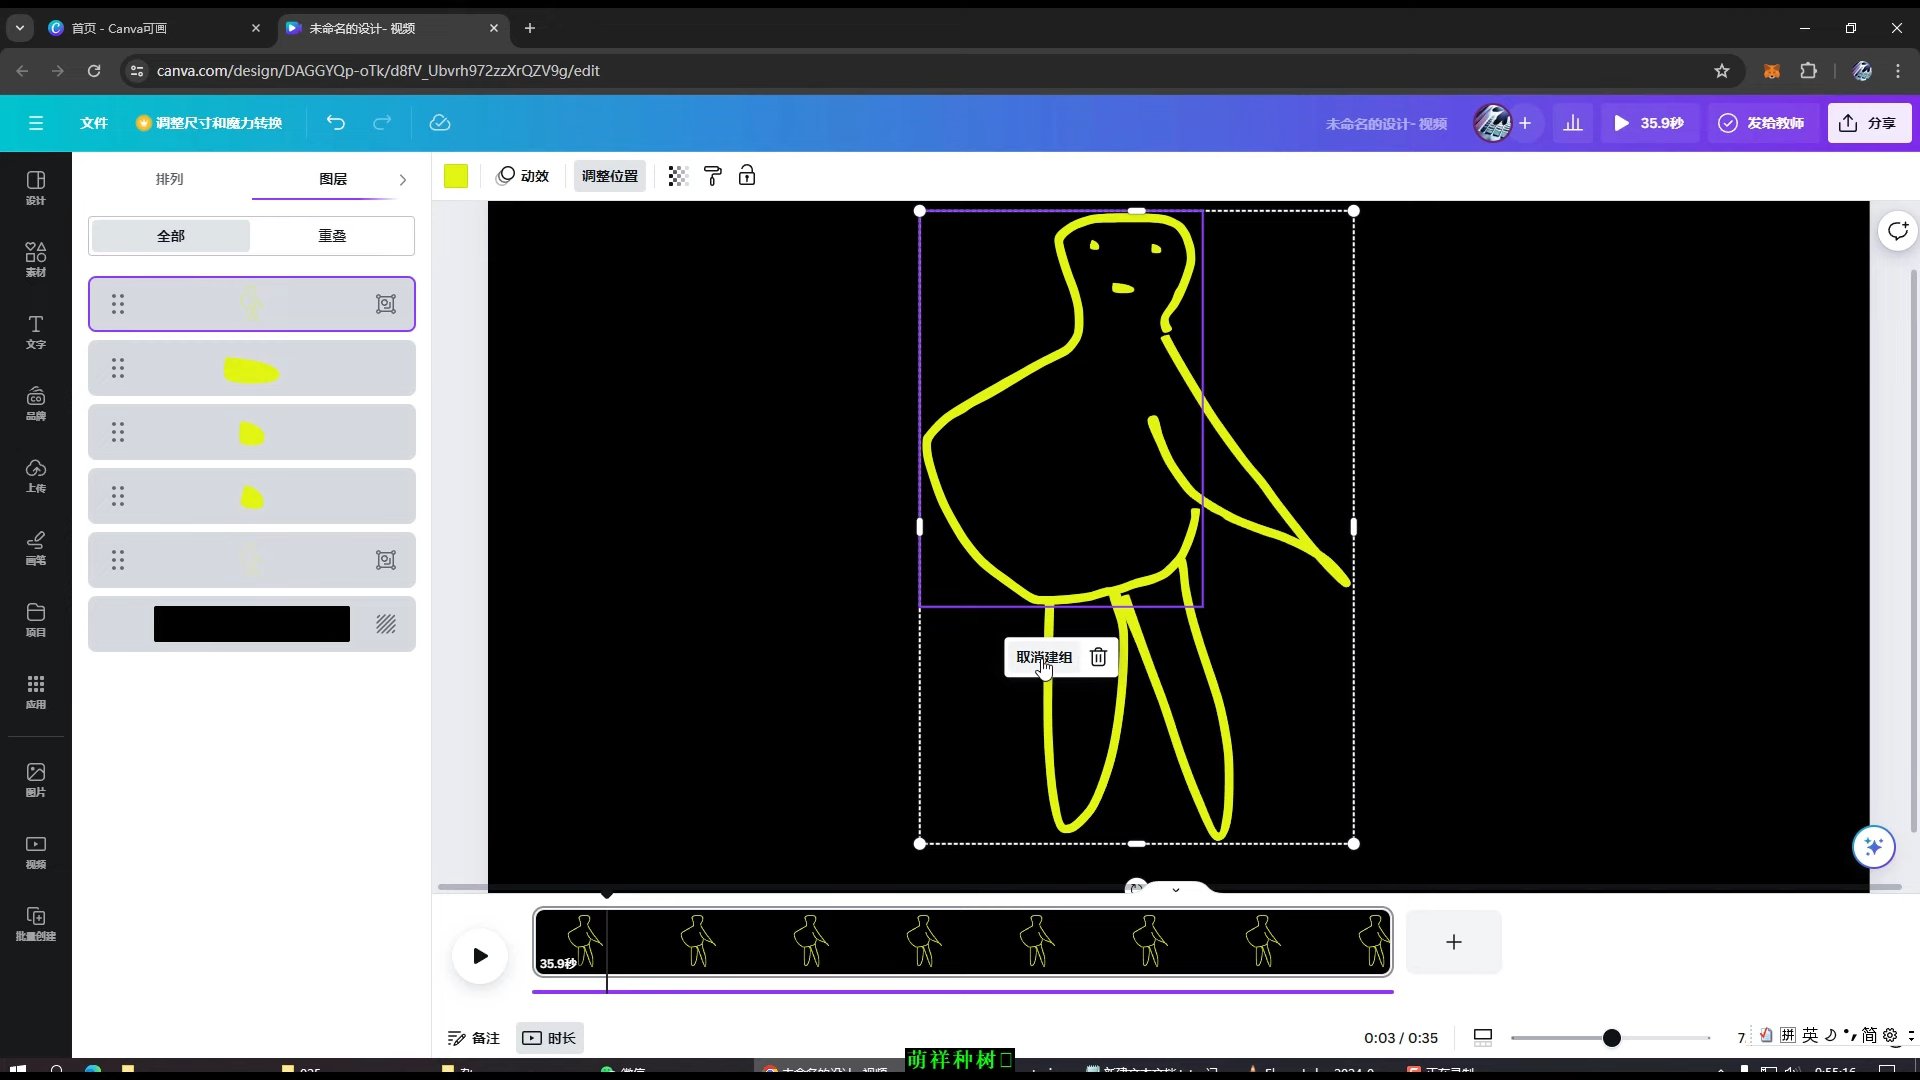 首页 - Canva可画
未命名的设计- 视频
canva.com/design/DAGGYQp-oTk/d8fV_Ubvrh972zzXrQZV9g/edit
文件
调整尺寸和魔力转换
未命名的设计- 视频
35.9秒
发给教师
分享
设计
素材
文字
品牌
上传
画笔
项目
应用
图片
视频
批量创建
排列
图层
全部
重叠
动效
调整位置
取消建组
35.9秒
备注
时长
0:03 / 0:35
7
拼 英 简
萌祥种树